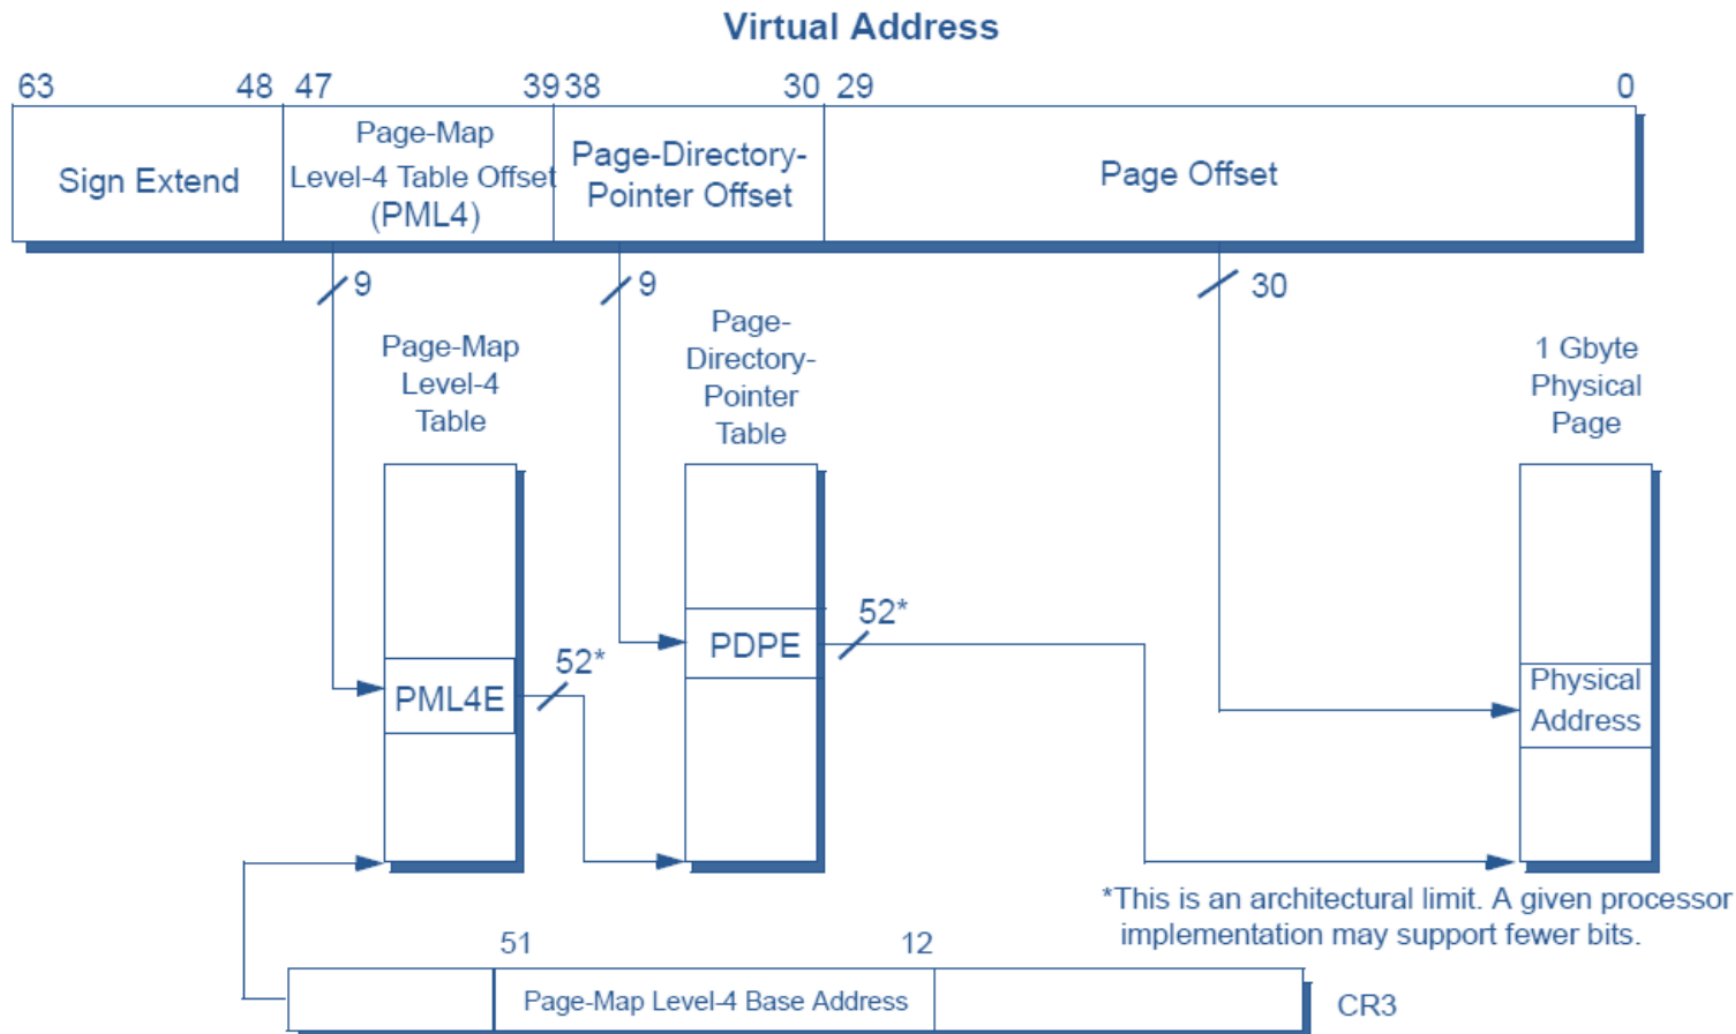 Virtual Address
63 48 47 39 38 30 29 0
Sign Extend
Page-Map
Level-4 Table Offset
(PML4)
Page-Directory-
Pointer Offset
Page Offset
9
9
30
Page-Map
Level-4
Table
Page-
Directory-
Pointer
Table
1 Gbyte
Physical
Page
52*
PDPE
52*
PML4E
Physical
Address
*This is an architectural limit. A given processor
implementation may support fewer bits.
51 12
Page-Map Level-4 Base Address
CR3